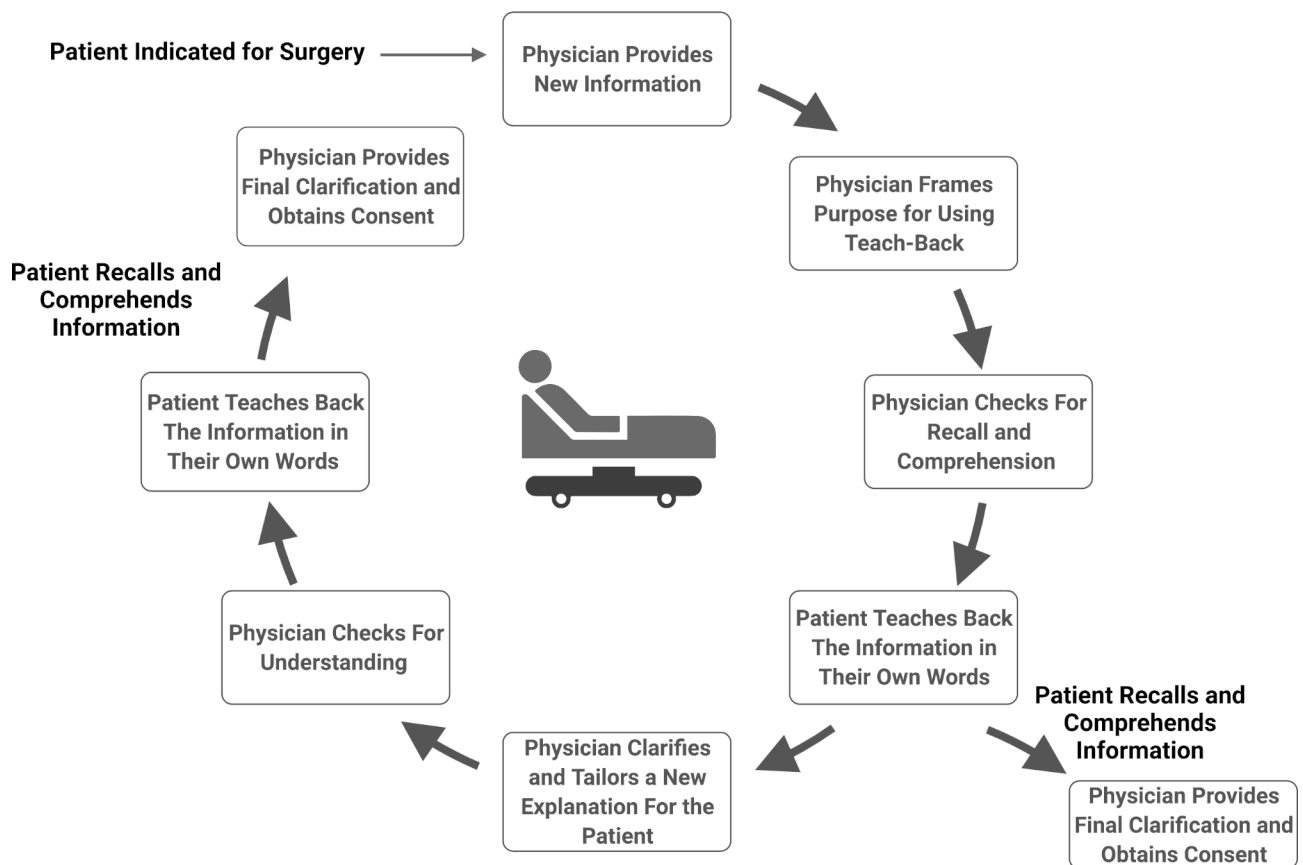 Patient Indicated for Surgery
Physician Provides
New Information
Physician Frames
Purpose for Using
Teach-Back
Physician Checks For
Recall and
Comprehension
Patient Teaches Back
The Information in
Their Own Words
Patient Recalls and
Comprehends
Information
Physician Provides
Final Clarification and
Obtains Consent
Physician Clarifies
and Tailors a New
Explanation For the
Patient
Physician Checks For
Understanding
Patient Teaches Back
The Information in
Their Own Words
Patient Recalls and
Comprehends
Information
Physician Provides
Final Clarification and
Obtains Consent